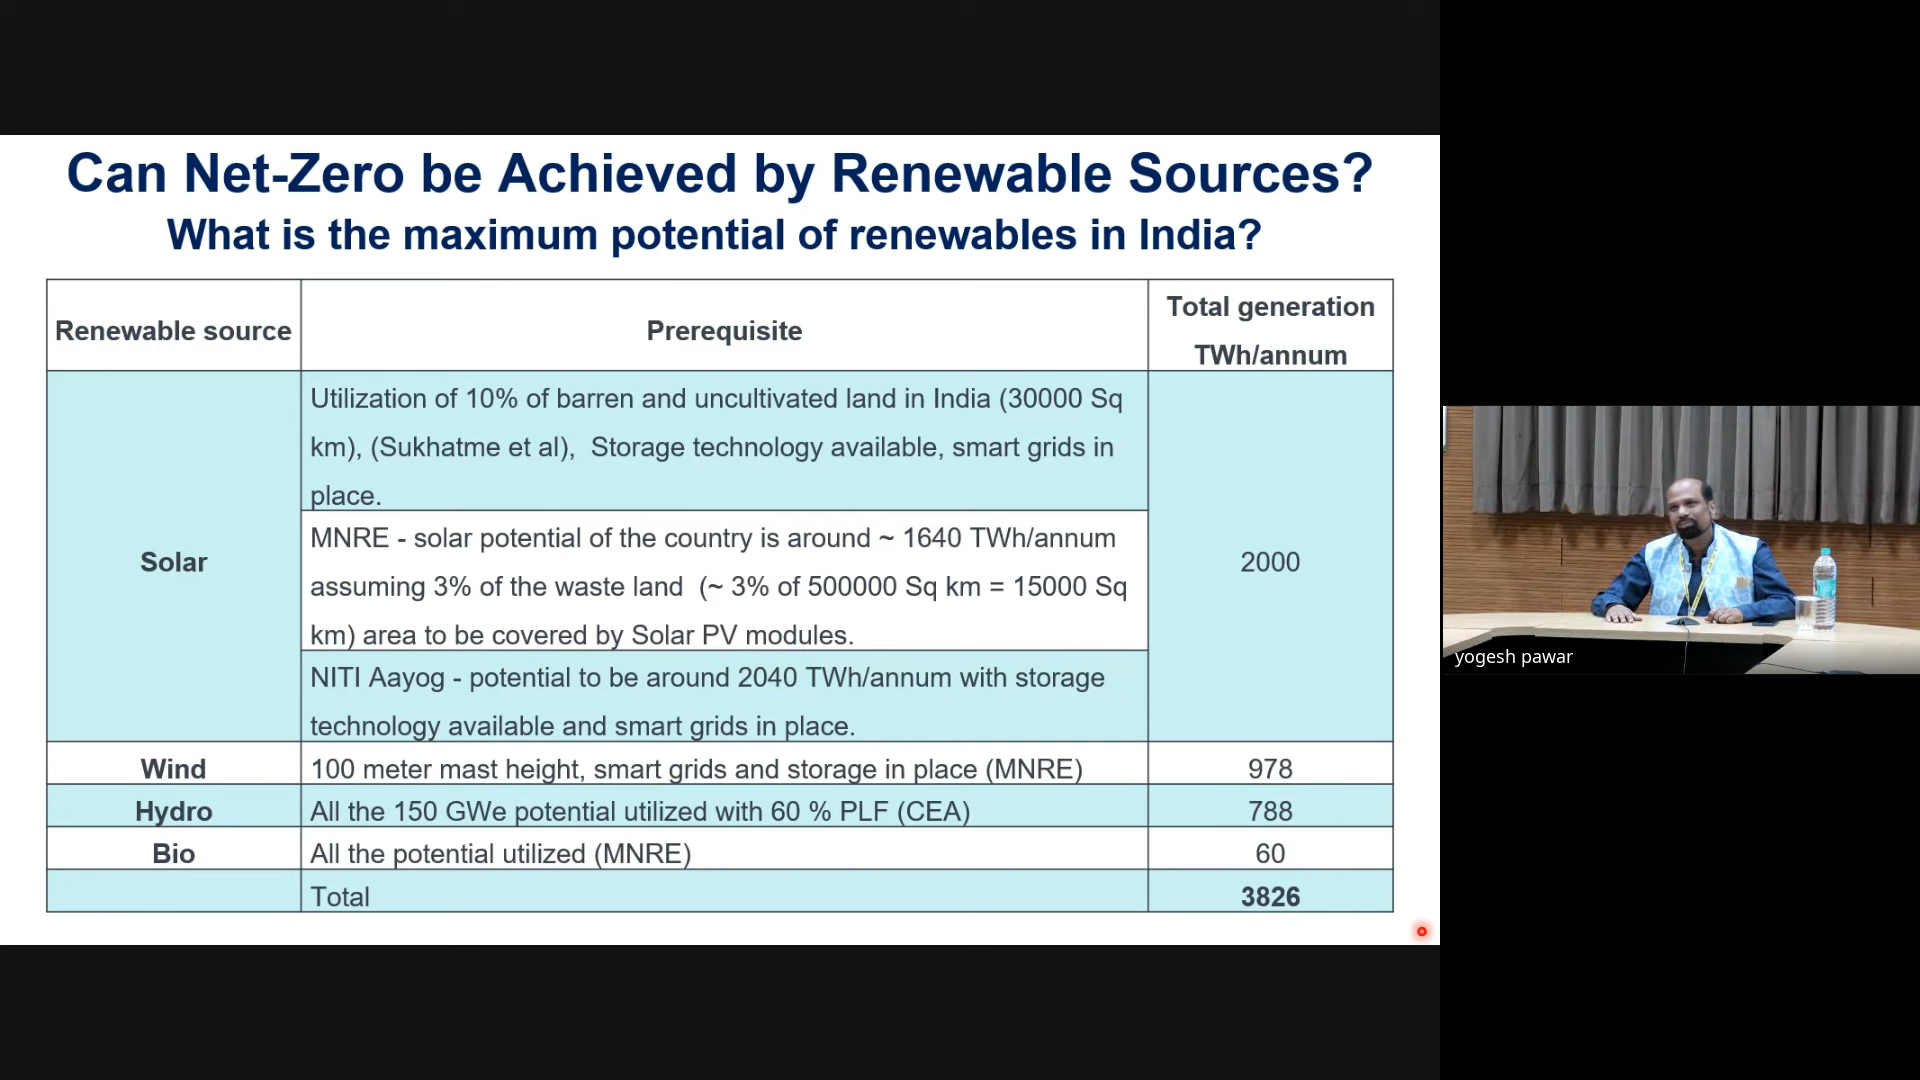 Can Net-Zero be Achieved by Renewable Sources?
What is the maximum potential of renewables in India?
Renewable source
Prerequisite
Total generation
TWh/annum
Solar
Utilization of 10% of barren and uncultivated land in India (30000 Sq
km), (Sukhatme et al),  Storage technology available, smart grids in
place.
MNRE - solar potential of the country is around ~ 1640 TWh/annum
assuming 3% of the waste land  (~ 3% of 500000 Sq km = 15000 Sq
km) area to be covered by Solar PV modules.
NITI Aayog - potential to be around 2040 TWh/annum with storage
technology available and smart grids in place.
2000
Wind
100 meter mast height, smart grids and storage in place (MNRE)
978
Hydro
All the 150 GWe potential utilized with 60 % PLF (CEA)
788
Bio
All the potential utilized (MNRE)
60
Total
3826
yogesh pawar